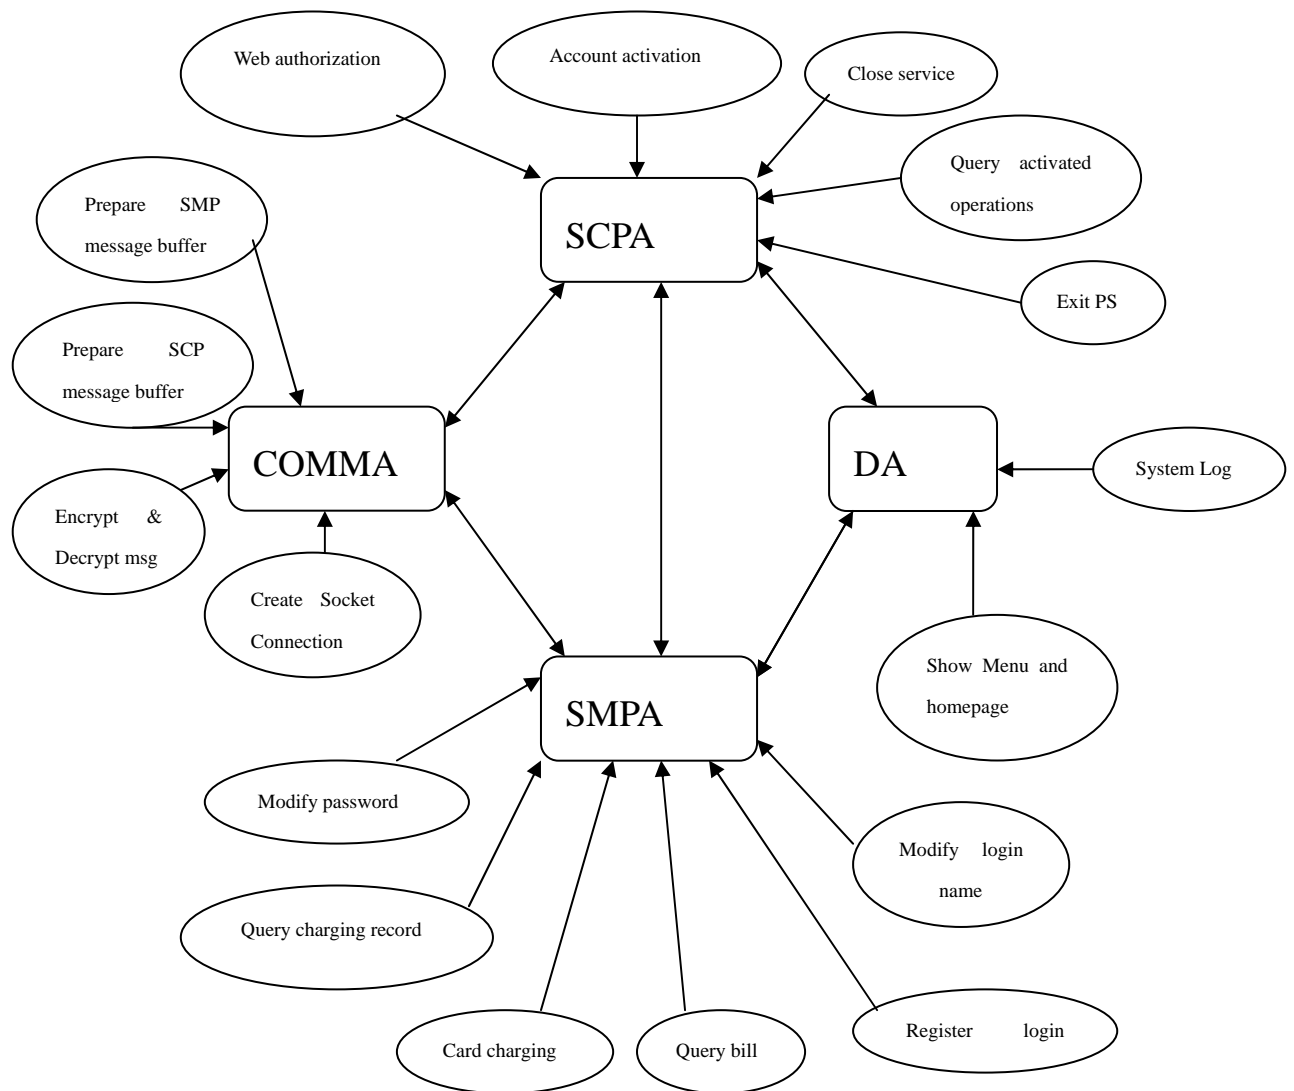 Web authorization
Account activation
Close service
Query activated
operations
Prepare SMP
message buffer
SCPA
Exit PS
Prepare SCP
message buffer
COMMA
DA
System Log
Encrypt &
Decrypt msg
Create Socket
Connection
Show Menu and
homepage
SMPA
Modify password
Modify login
name
Query charging record
Card charging
Query bill
Register login